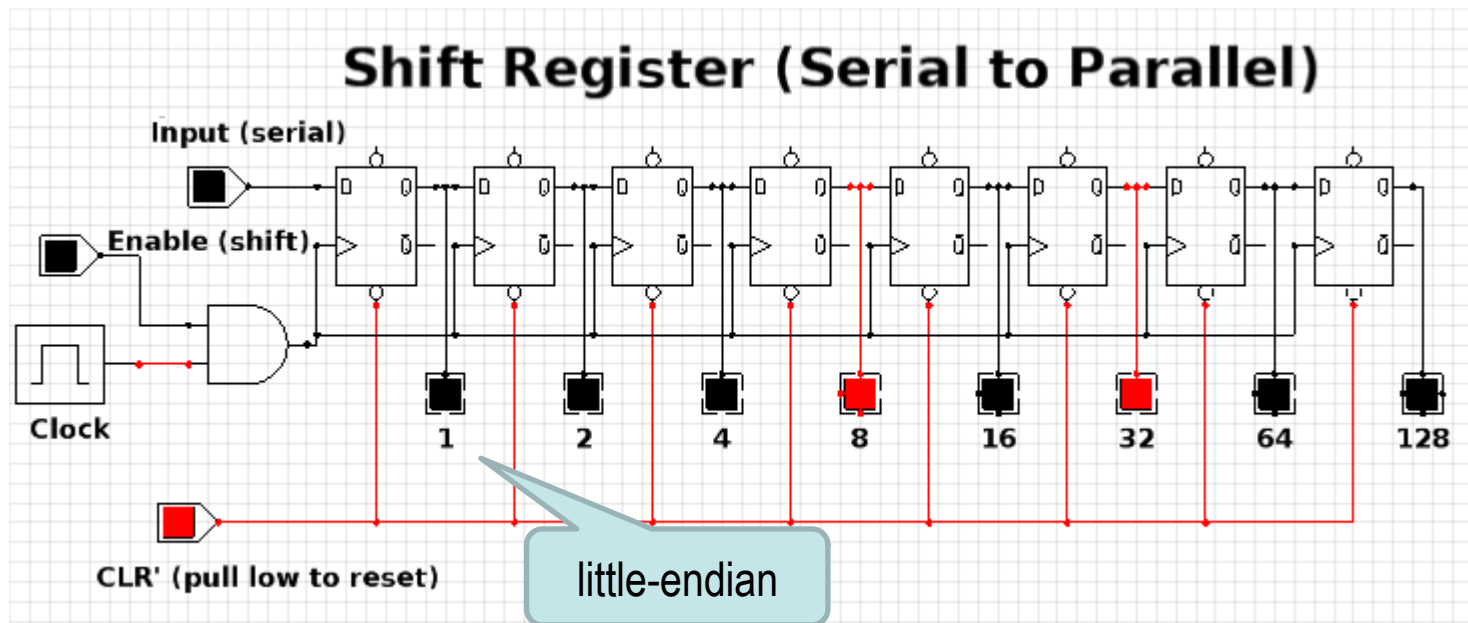 Shift Register (Serial to Parallel)
Input (serial)
D Q D Q D Q D Q D Q D Q D Q D Q
Enable (shift)
Q̅ Q̅ Q̅ Q̅ Q̅ Q̅ Q̅ Q̅
Clock
1 2 4 8 16 32 64 128
little-endian
CLR' (pull low to reset)